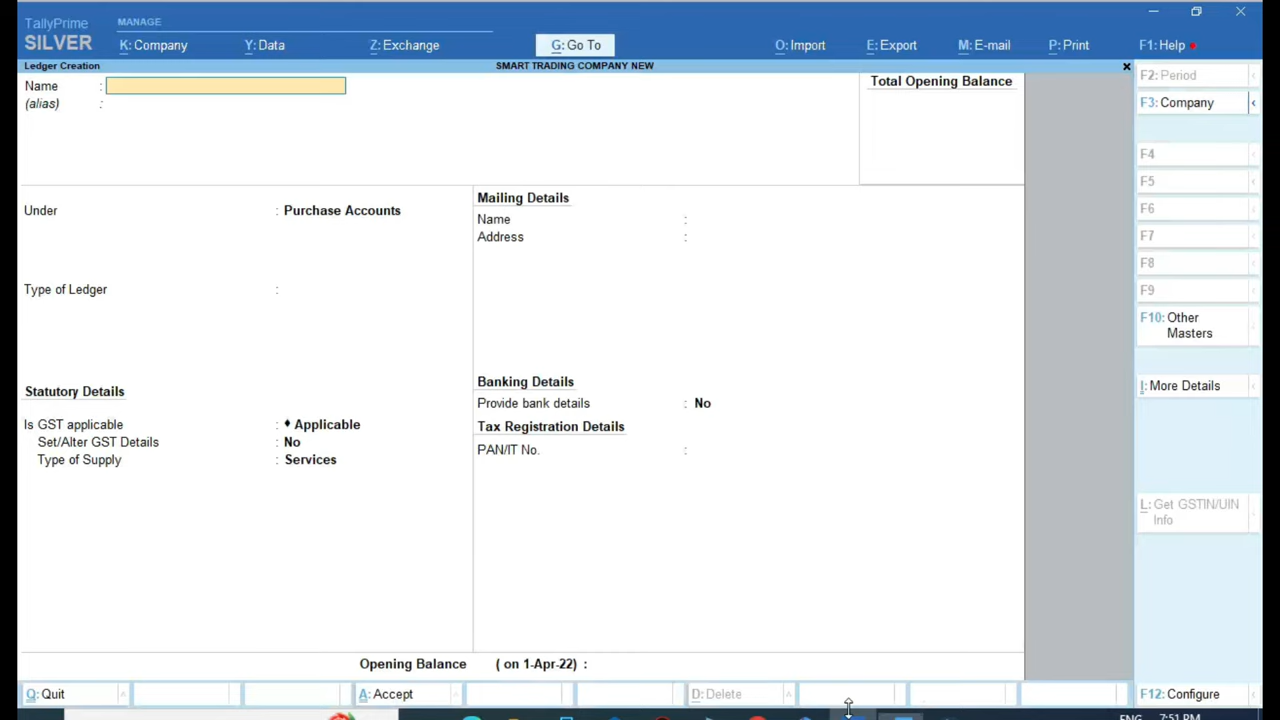 TallyPrime
MANAGE
SILVER
K: Company
Y: Data
Z: Exchange
G: Go To
O: Import
E: Export
M: E-mail
P: Print
F1: Help
Ledger Creation
SMART TRADING COMPANY NEW
Name :
(alias) :
Total Opening Balance
Under : Purchase Accounts
Type of Ledger :
Mailing Details
Name :
Address :
Statutory Details
Is GST applicable : ♦ Applicable
Set/Alter GST Details : No
Type of Supply : Services
Banking Details
Provide bank details : No
Tax Registration Details
PAN/IT No. :
Opening Balance ( on 1-Apr-22) :
F2: Period
F3: Company
F4
F5
F6
F7
F8
F9
F10: Other
Masters
I: More Details
L: Get GSTIN/UIN
Info
Q: Quit
A: Accept
D: Delete
F12: Configure
ENG
7:51 PM